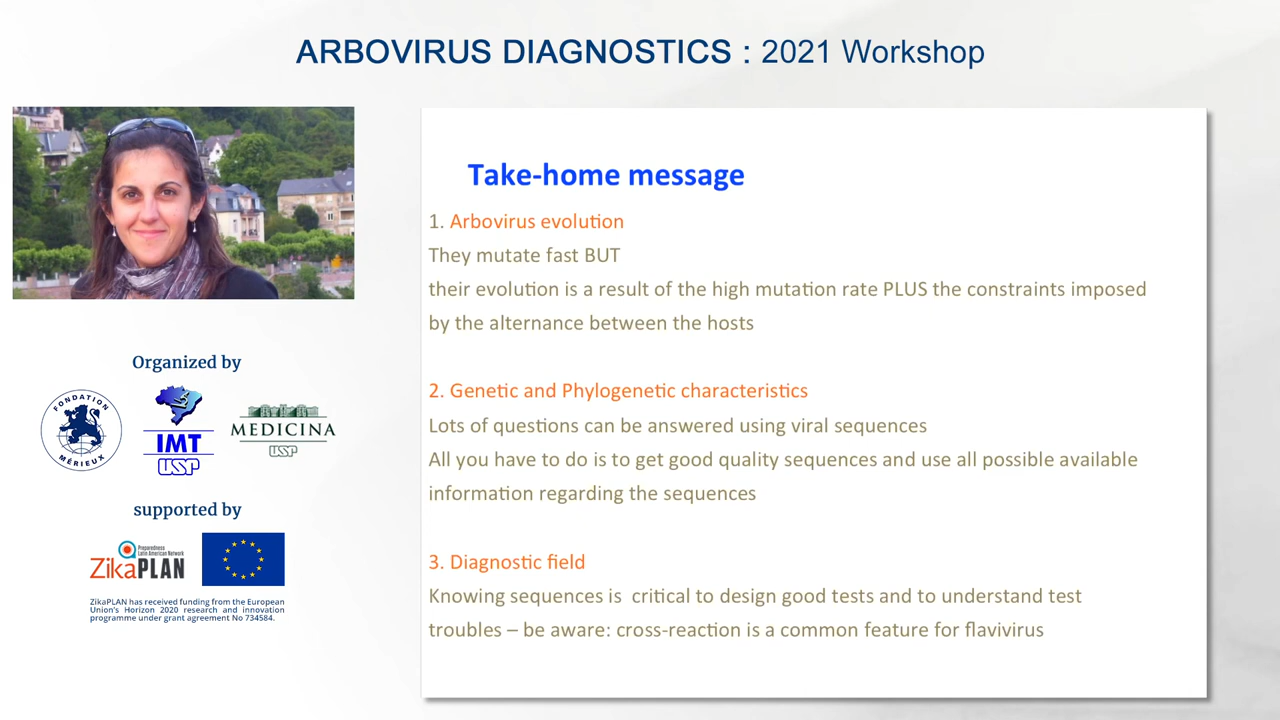 ARBOVIRUS DIAGNOSTICS : 2021 Workshop
Organized by
FONDATION MÉRIEUX
IMT
USP
MEDICINA
USP
supported by
Preparedness
Latin American Network
ZikaPLAN
ZikaPLAN has received funding from the European
Union's Horizon 2020 research and innovation
programme under grant agreement No 734584.
Take-home message
1. Arbovirus evolution
They mutate fast BUT
their evolution is a result of the high mutation rate PLUS the constraints imposed
by the alternance between the hosts
2. Genetic and Phylogenetic characteristics
Lots of questions can be answered using viral sequences
All you have to do is to get good quality sequences and use all possible available
information regarding the sequences
3. Diagnostic field
Knowing sequences is  critical to design good tests and to understand test
troubles – be aware: cross-reaction is a common feature for flavivirus